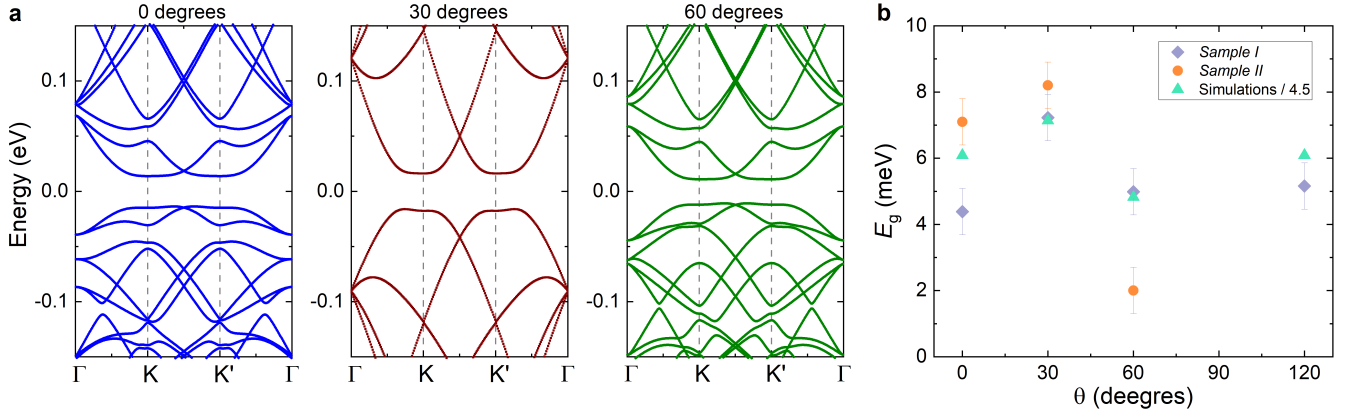 a
0 degrees
30 degrees
60 degrees
Energy (eV)
0.1
0.0
-0.1
Γ K K' Γ
0.1
0.0
-0.1
Γ K K' Γ
0.1
0.0
-0.1
Γ K K' Γ
b
Eg (meV)
10
8
6
4
2
0
Sample I
Sample II
Simulations / 4.5
0 30 60 90 120
θ (deegres)